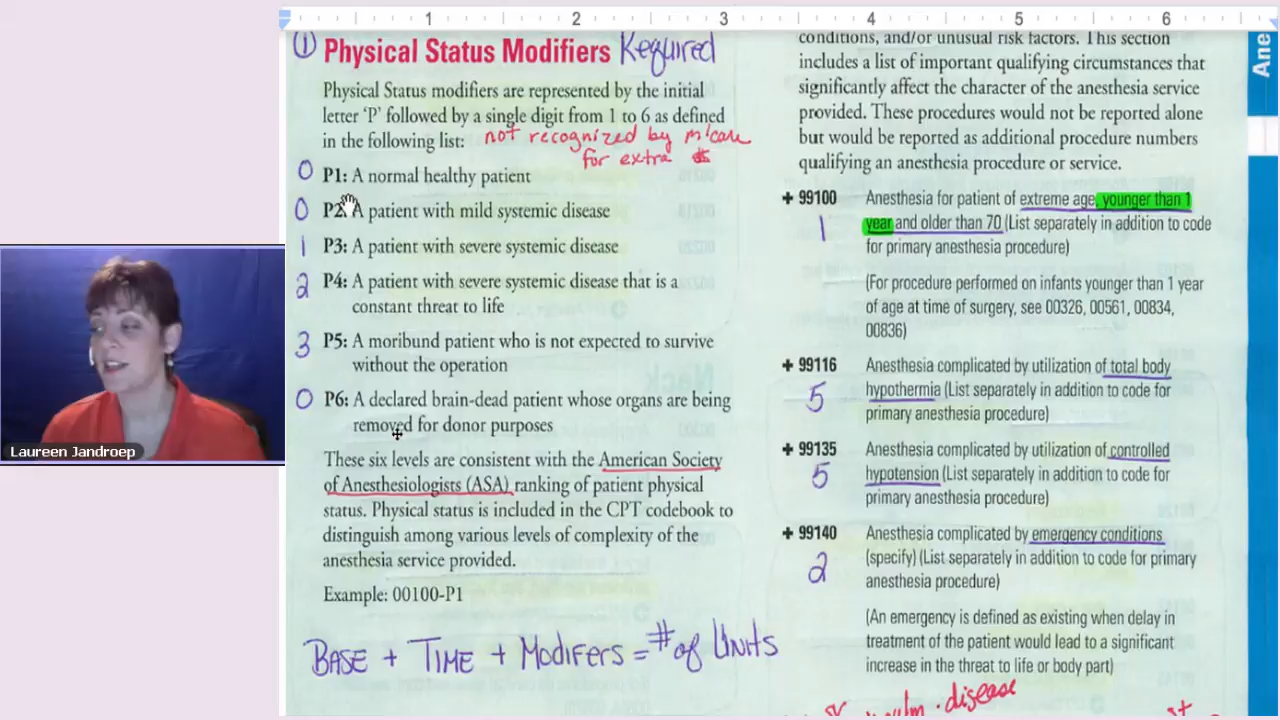 1 2 3 4 5 6
① Physical Status Modifiers Required
Physical Status modifiers are represented by the initial
letter 'P' followed by a single digit from 1 to 6 as defined
in the following list: not recognized by m/care
for extra $
0 P1: A normal healthy patient
0 P2: A patient with mild systemic disease
1 P3: A patient with severe systemic disease
2 P4: A patient with severe systemic disease that is a
constant threat to life
3 P5: A moribund patient who is not expected to survive
without the operation
0 P6: A declared brain-dead patient whose organs are being
removed for donor purposes
These six levels are consistent with the American Society
of Anesthesiologists (ASA) ranking of patient physical
status. Physical status is included in the CPT codebook to
distinguish among various levels of complexity of the
anesthesia service provided.
Example: 00100-P1
BASE + TIME + Modifers = # of UNITS
conditions, and/or unusual risk factors. This section
includes a list of important qualifying circumstances that
significantly affect the character of the anesthesia service
provided. These procedures would not be reported alone
but would be reported as additional procedure numbers
qualifying an anesthesia procedure or service.
+ 99100 Anesthesia for patient of extreme age, younger than 1
1 year and older than 70 (List separately in addition to code
for primary anesthesia procedure)
(For procedure performed on infants younger than 1 year
of age at time of surgery, see 00326, 00561, 00834,
00836)
+ 99116 Anesthesia complicated by utilization of total body
5 hypothermia (List separately in addition to code for
primary anesthesia procedure)
+ 99135 Anesthesia complicated by utilization of controlled
5 hypotension (List separately in addition to code for
primary anesthesia procedure)
+ 99140 Anesthesia complicated by emergency conditions
2 (specify) (List separately in addition to code for primary
anesthesia procedure)
(An emergency is defined as existing when delay in
treatment of the patient would lead to a significant
increase in the threat to life or body part)
disease
Ane
Laureen Jandroep